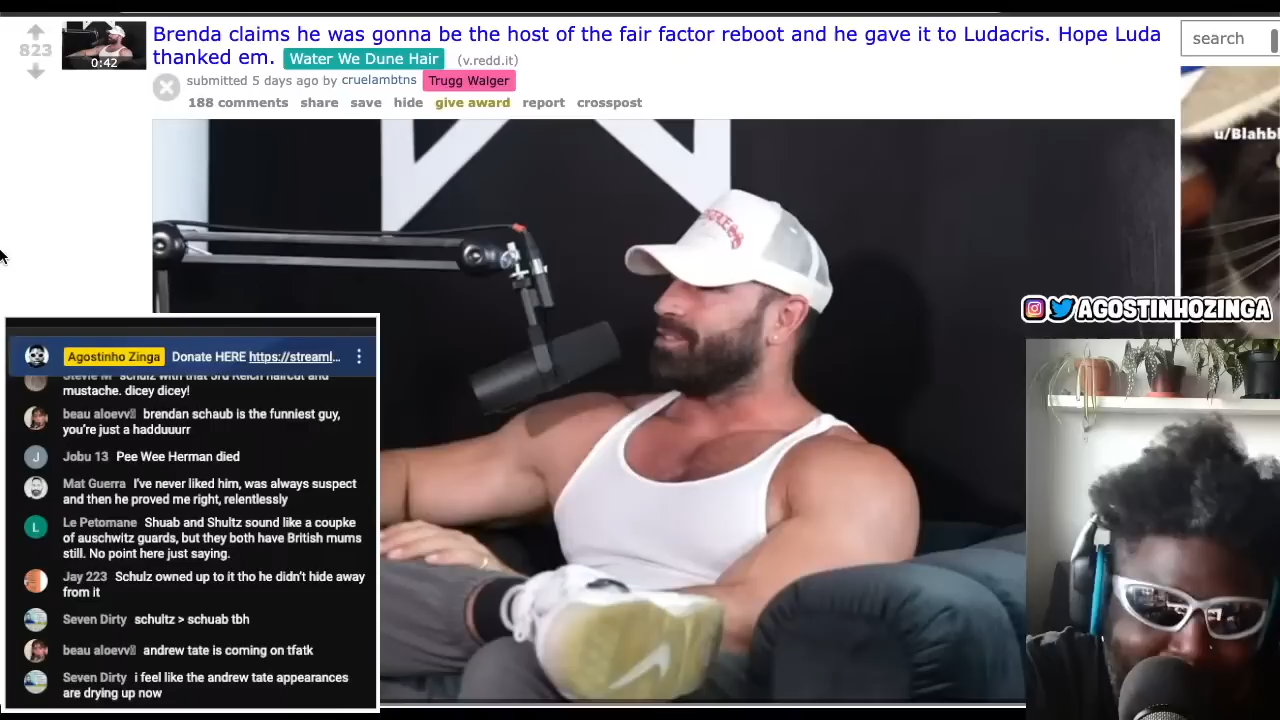 Brenda claims he was gonna be the host of the fair factor reboot and he gave it to Ludacris. Hope Luda
thanked em. Water We Dune Hair (v.redd.it)
823
0:42
submitted 5 days ago by cruelambtns Trugg Walger
188 comments share save hide give award report crosspost
search
u/Blahbl
AGOSTINHOZINGA
Agostinho Zinga Donate HERE https://streaml...
Stevie M schulz with that 3rd Reich haircut and
mustache. dicey dicey!
beau aloevv brendan schaub is the funniest guy,
you're just a hadduuurr
J
Jobu 13 Pee Wee Herman died
Mat Guerra I've never liked him, was always suspect
and then he proved me right, relentlessly
L
Le Petomane Shuab and Shultz sound like a coupke
of auschwitz guards, but they both have British mums
still. No point here just saying.
Jay 223 Schulz owned up to it tho he didn't hide away
from it
Seven Dirty schultz > schuab tbh
beau aloevv andrew tate is coming on tfatk
Seven Dirty i feel like the andrew tate appearances
are drying up now